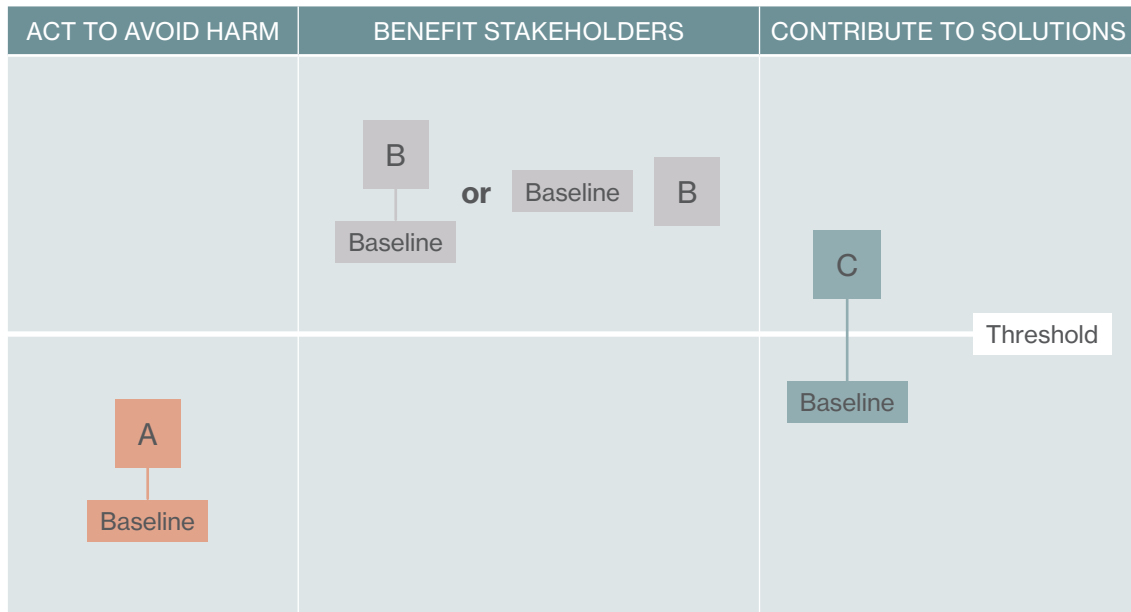 ACT TO AVOID HARM
BENEFIT STAKEHOLDERS
CONTRIBUTE TO SOLUTIONS
B
Baseline
or
Baseline
B
C
Threshold
Baseline
A
Baseline